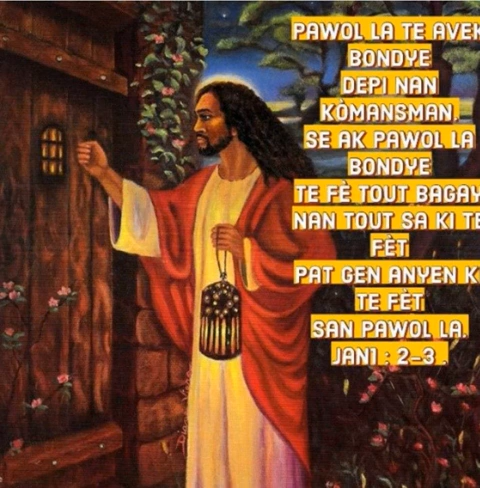 PAWOL LA TE AVEK
BONDYE
DEPI NAN
KÒMANSMAN.
SE AK PAWOL LA
BONDYE
TE FÈ TOUT BAGAY
NAN TOUT SA KI TE
FÈT
PAT GEN ANYEN K
TE FÈT
SAN PAWOL LA.
JAN1 : 2-3 .